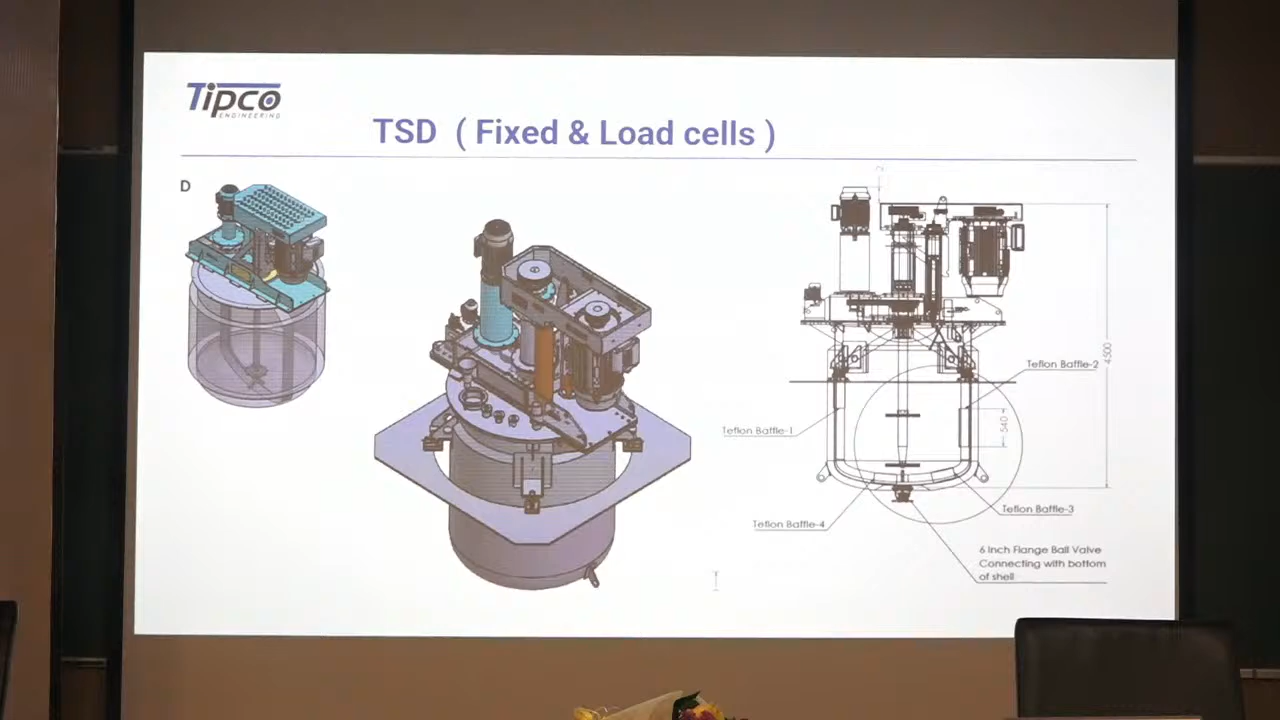 Tipco
ENGINEERING
TSD ( Fixed & Load cells )
D
Teflon Baffle-2
4500
540
Teflon Baffle-1
Teflon Baffle-3
Teflon Baffle-4
6 Inch Flange Ball Valve
Connecting with bottom
of shell